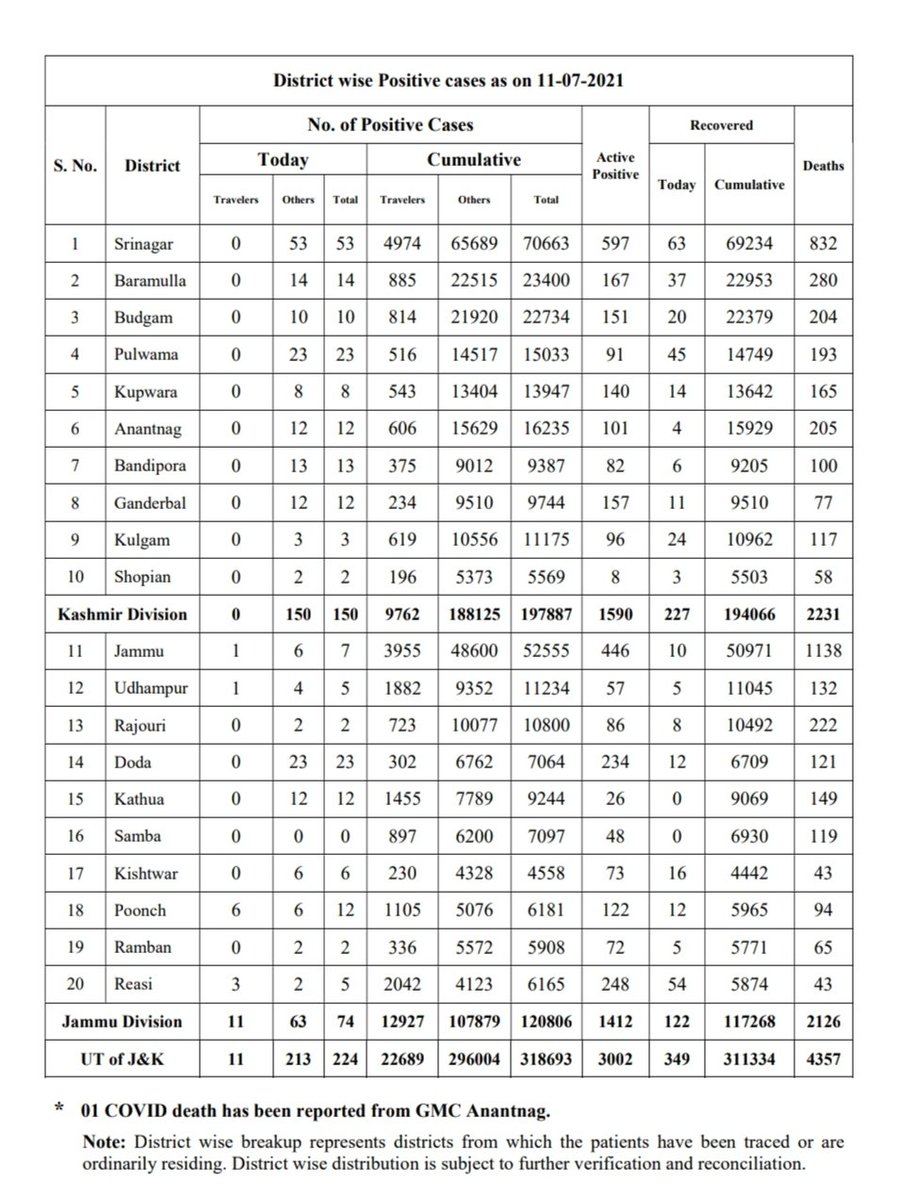 District wise Positive cases as on 11-07-2021
S. No. District No. of Positive Cases Active Positive Recovered Deaths
Today Cumulative Today Cumulative
Travelers Others Total Travelers Others Total
1 Srinagar 0 53 53 4974 65689 70663 597 63 69234 832
2 Baramulla 0 14 14 885 22515 23400 167 37 22953 280
3 Budgam 0 10 10 814 21920 22734 151 20 22379 204
4 Pulwama 0 23 23 516 14517 15033 91 45 14749 193
5 Kupwara 0 8 8 543 13404 13947 140 14 13642 165
6 Anantnag 0 12 12 606 15629 16235 101 4 15929 205
7 Bandipora 0 13 13 375 9012 9387 82 6 9205 100
8 Ganderbal 0 12 12 234 9510 9744 157 11 9510 77
9 Kulgam 0 3 3 619 10556 11175 96 24 10962 117
10 Shopian 0 2 2 196 5373 5569 8 3 5503 58
Kashmir Division 0 150 150 9762 188125 197887 1590 227 194066 2231
11 Jammu 1 6 7 3955 48600 52555 446 10 50971 1138
12 Udhampur 1 4 5 1882 9352 11234 57 5 11045 132
13 Rajouri 0 2 2 723 10077 10800 86 8 10492 222
14 Doda 0 23 23 302 6762 7064 234 12 6709 121
15 Kathua 0 12 12 1455 7789 9244 26 0 9069 149
16 Samba 0 0 0 897 6200 7097 48 0 6930 119
17 Kishtwar 0 6 6 230 4328 4558 73 16 4442 43
18 Poonch 6 6 12 1105 5076 6181 122 12 5965 94
19 Ramban 0 2 2 336 5572 5908 72 5 5771 65
20 Reasi 3 2 5 2042 4123 6165 248 54 5874 43
Jammu Division 11 63 74 12927 107879 120806 1412 122 117268 2126
UT of J&K 11 213 224 22689 296004 318693 3002 349 311334 4357
* 01 COVID death has been reported from GMC Anantnag.
Note: District wise breakup represents districts from which the patients have been traced or are
ordinarily residing. District wise distribution is subject to further verification and reconciliation.